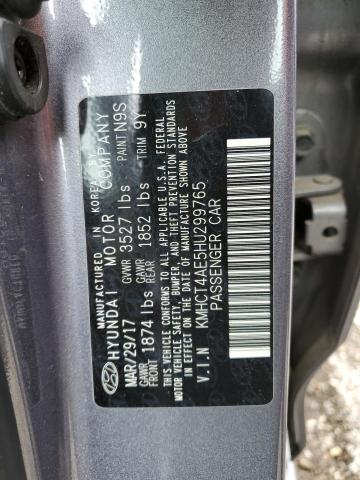 MANUFACTURED IN KOREA BY
HYUNDAI MOTOR COMPANY
MAR/29/17 GVWR 3527 lbs PAINT N9S
GAWR FRONT 1874 lbs GAWR REAR 1852 lbs TRIM 9Y
THIS VEHICLE CONFORMS TO ALL APPLICABLE U.S.A. FEDERAL
MOTOR VEHICLE SAFETY, BUMPER, AND THEFT PREVENTION
STANDARDS IN EFFECT ON THE DATE OF MANUFACTURE SHOWN ABOVE.
V.I.N KMHCT4AE5HU299765
PASSENGER CAR